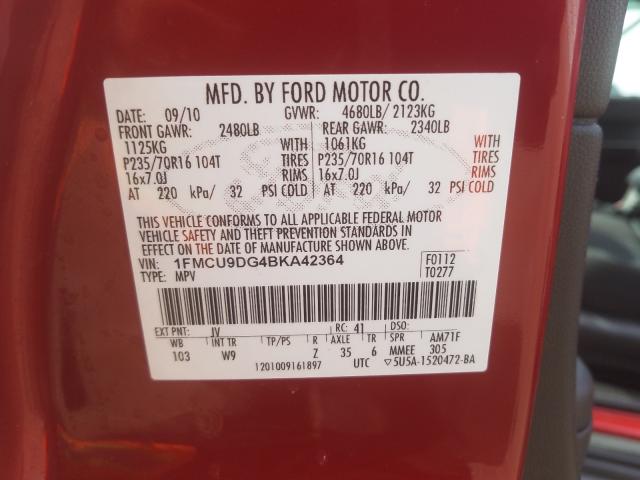 MFD. BY FORD MOTOR CO.
DATE: 09/10 GVWR: 4680LB/ 2123KG
FRONT GAWR: 2480LB REAR GAWR: 2340LB
1125KG WITH 1061KG WITH
P235/70R16 104T TIRES P235/70R16 104T TIRES
16x7.0J RIMS 16x7.0J RIMS
AT 220 kPa/ 32 PSI COLD AT 220 kPa/ 32 PSI COLD
THIS VEHICLE CONFORMS TO ALL APPLICABLE FEDERAL MOTOR
VEHICLE SAFETY AND THEFT PREVENTION STANDARDS IN
EFFECT ON THE DATE OF MANUFACTURE SHOWN ABOVE.
VIN: 1FMCU9DG4BKA42364 F0112
TYPE: MPV T0277
EXT PNT: JV RC: 41 DSO:
WB INT TR TP/PS R AXLE TR SPR AM71F
103 W9 Z 35 6 MMEE 305
1201009161897 UTC ▽5U5A-1520472-BA